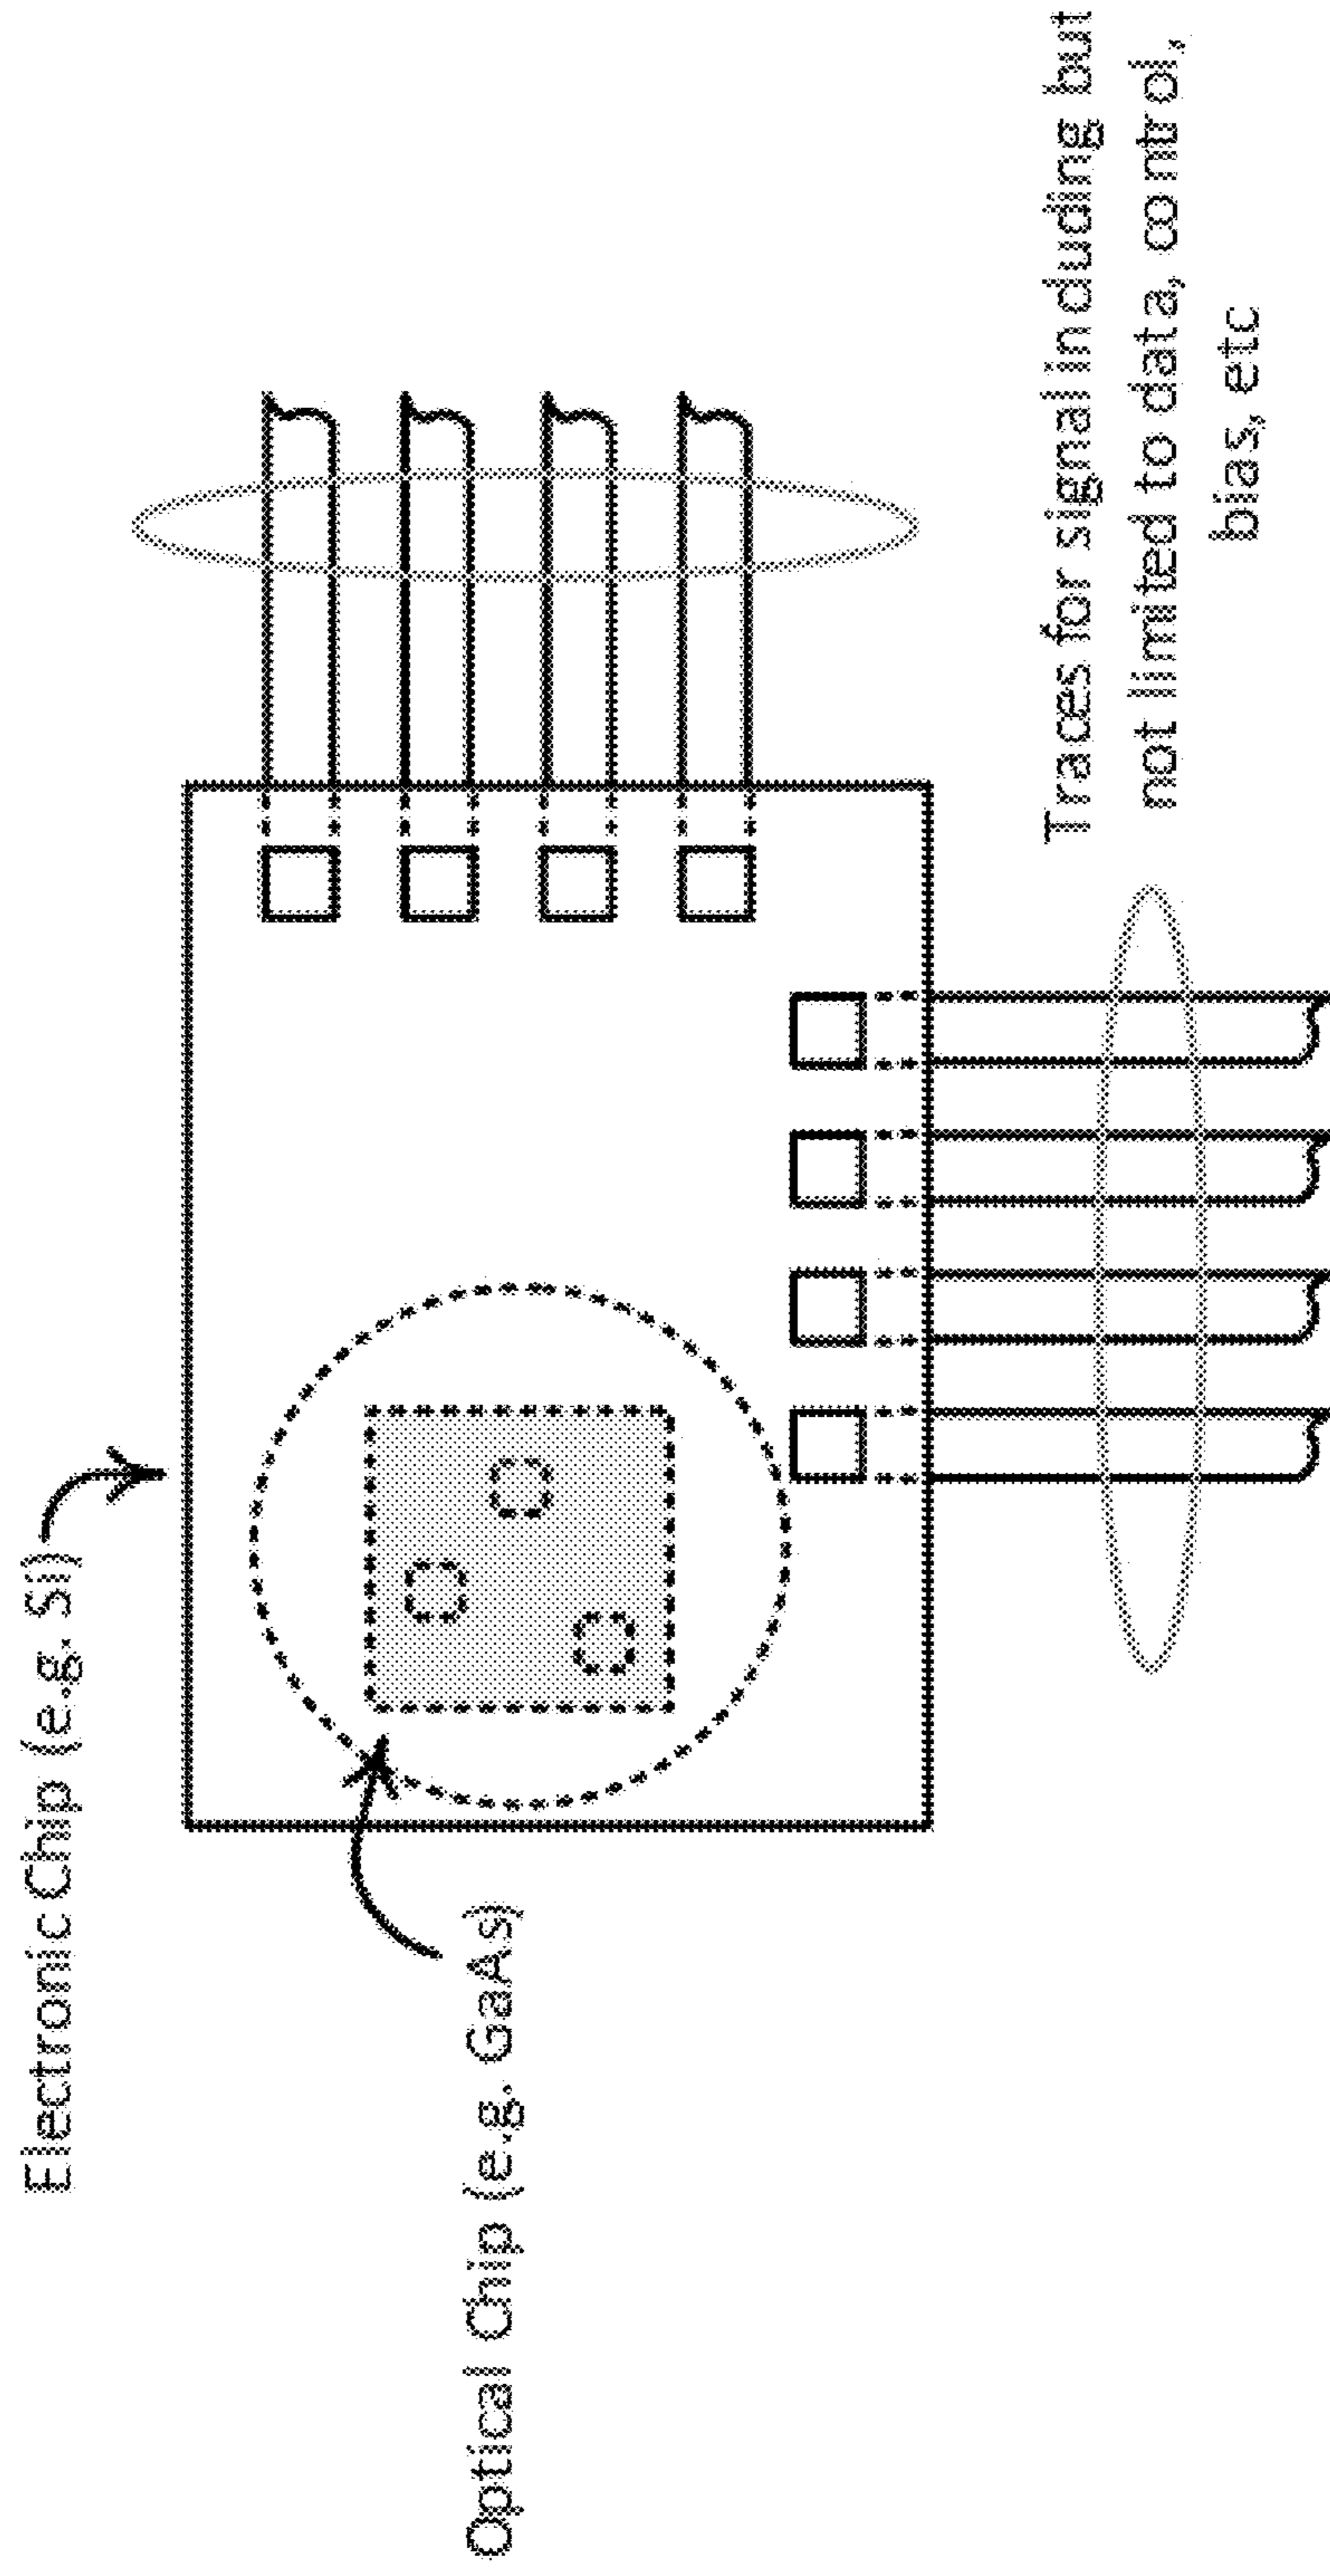 Electronic Chip (e.g. Si)
Optical Chip (e.g. GaAs)
Traces for signal including but
not limited to data, control,
bias, etc